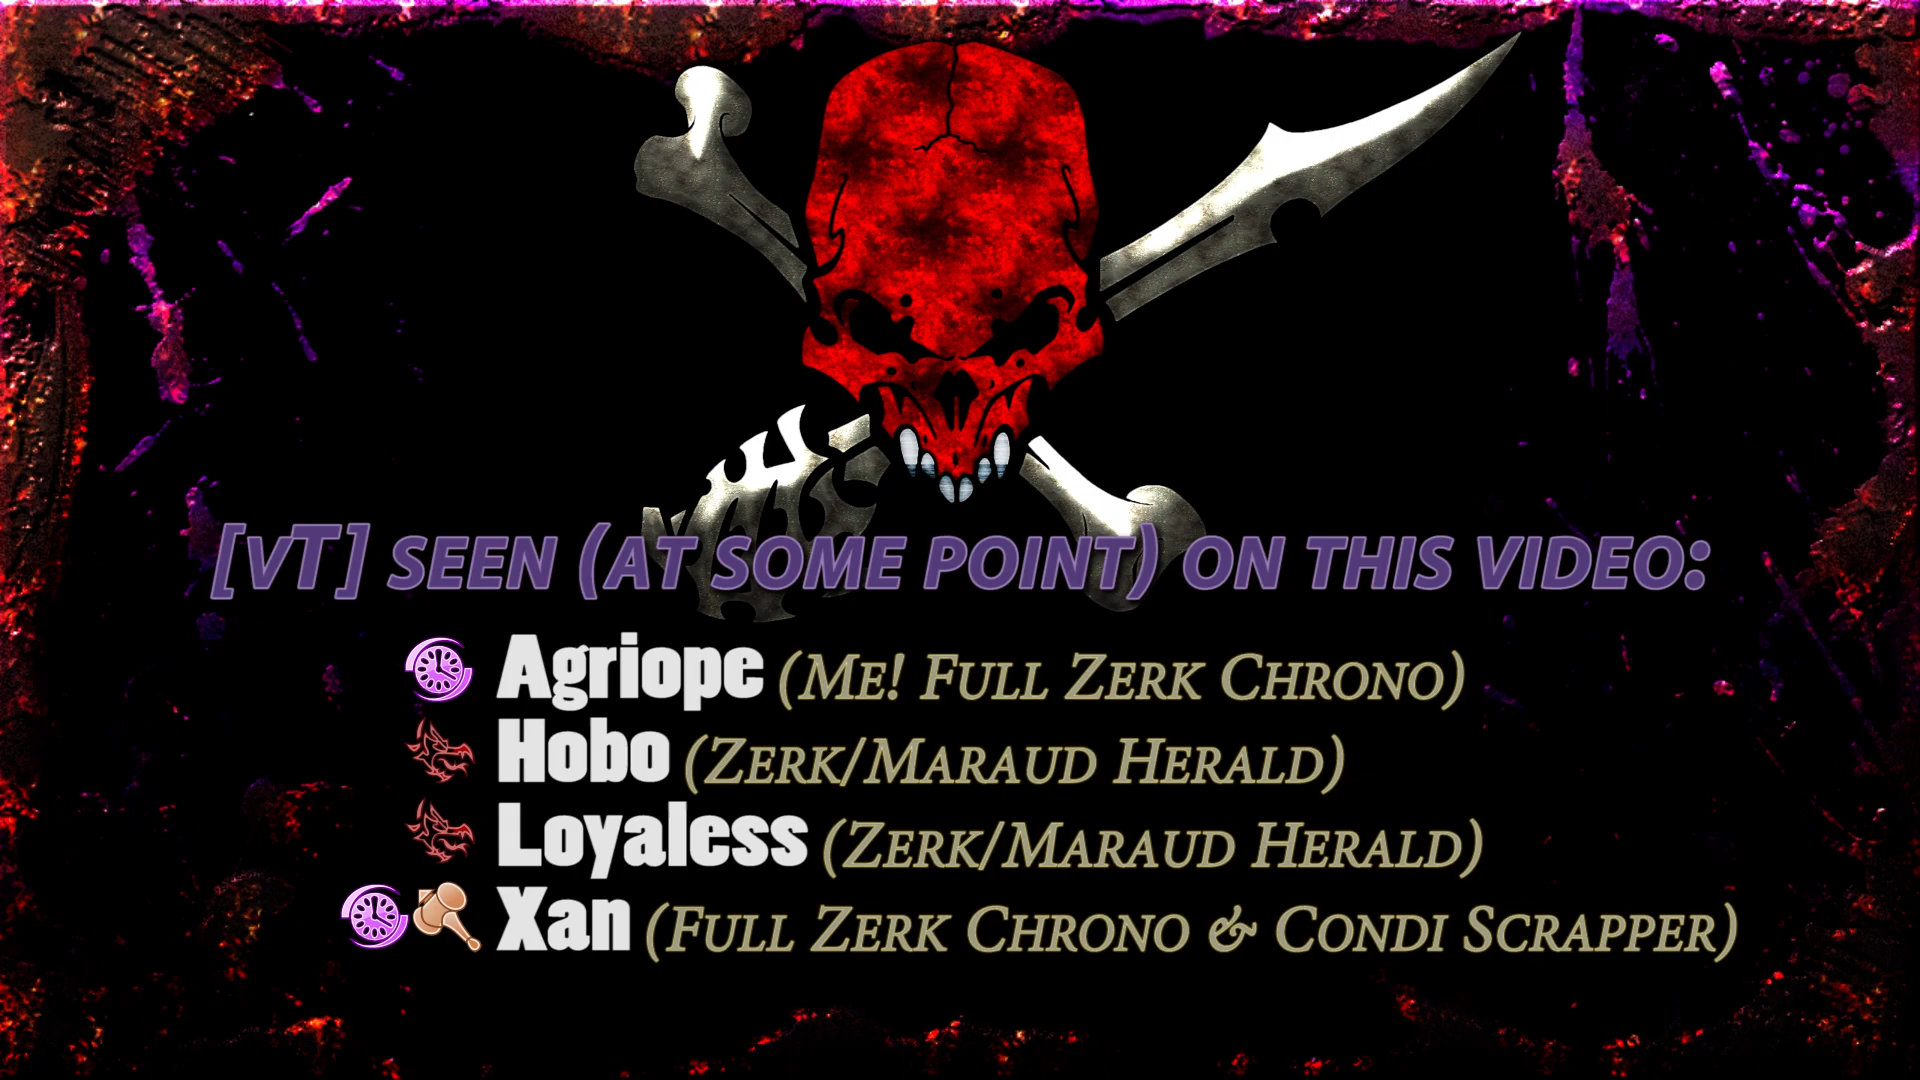 [vT] SEEN (AT SOME POINT) ON THIS VIDEO:
Agriope (Me! Full Zerk Chrono)
Hobo (Zerk/Maraud Herald)
Loyaless (Zerk/Maraud Herald)
Xan (Full Zerk Chrono & Condi Scrapper)